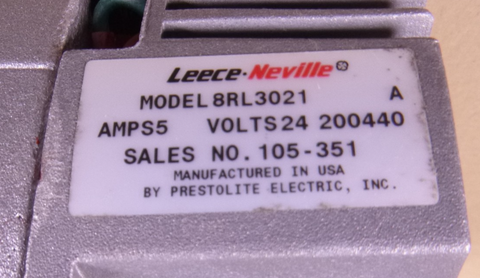 Leece-Neville
MODEL 8RL3021 A
AMPS5 VOLTS24 200440
SALES NO. 105-351
MANUFACTURED IN USA
BY PRESTOLITE ELECTRIC, INC.